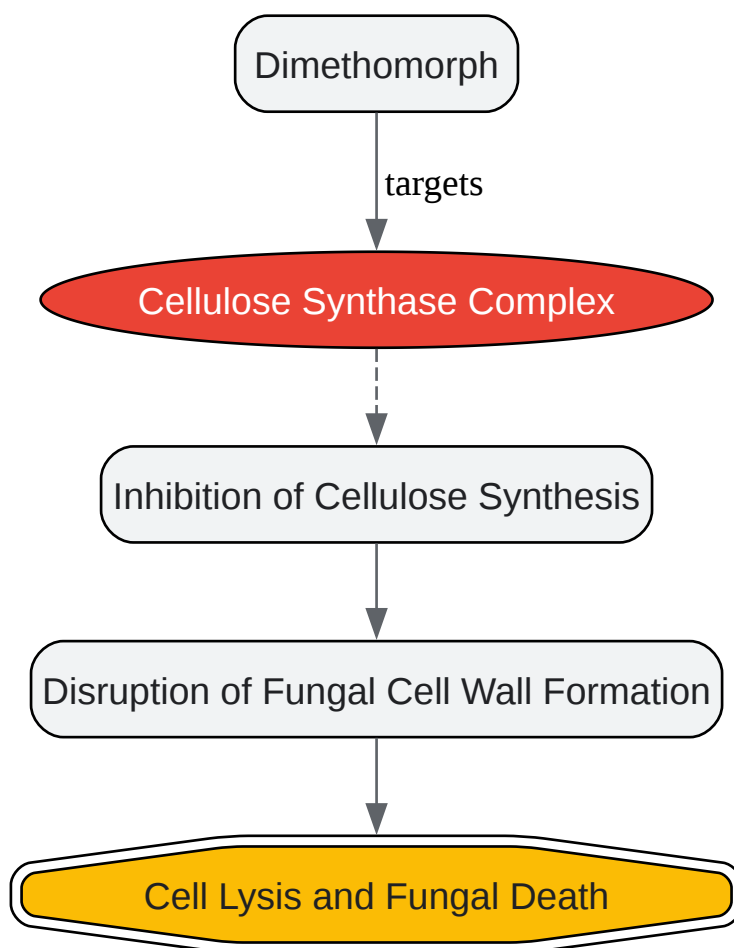 Dimethomorph
targets
Cellulose Synthase Complex
Inhibition of Cellulose Synthesis
Disruption of Fungal Cell Wall Formation
Cell Lysis and Fungal Death